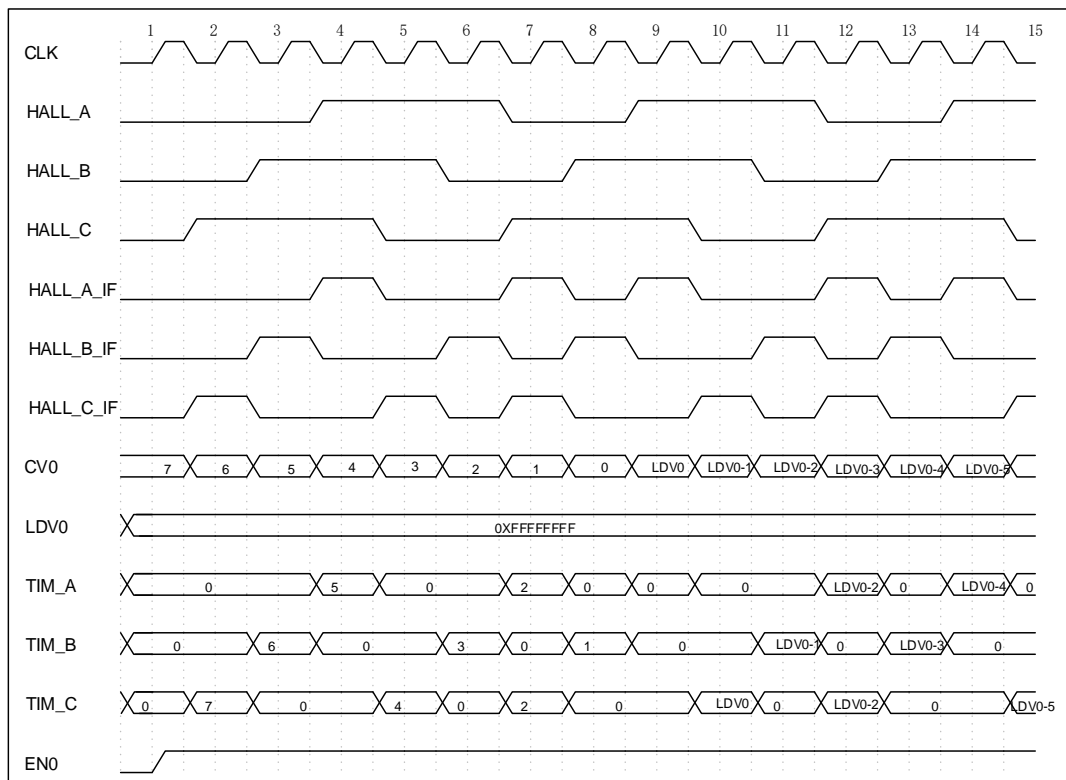 1 2 3 4 5 6 7 8 9 10 11 12 13 14 15
CLK
HALL_A
HALL_B
HALL_C
HALL_A_IF
HALL_B_IF
HALL_C_IF
CV0 7 6 5 4 3 2 1 0 LDV0 LDV0-1 LDV0-2 LDV0-3 LDV0-4 LDV0-5
LDV0 0XFFFFFFFF
TIM_A 0 5 0 2 0 0 0 LDV0-2 0 LDV0-4 0
TIM_B 0 6 0 3 0 1 0 LDV0-1 0 LDV0-3 0
TIM_C 0 7 0 4 0 2 0 LDV0 0 LDV0-2 0 LDV0-5
EN0